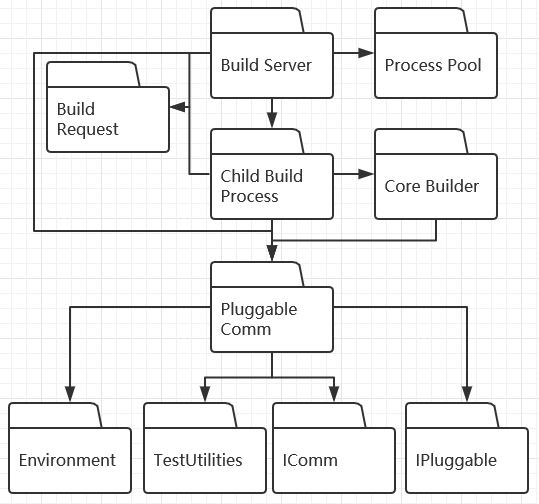 Build Server
Process Pool
Build
Request
Child Build
Process
Core Builder
Pluggable
Comm
Environment
TestUtilities
IComm
IPluggable